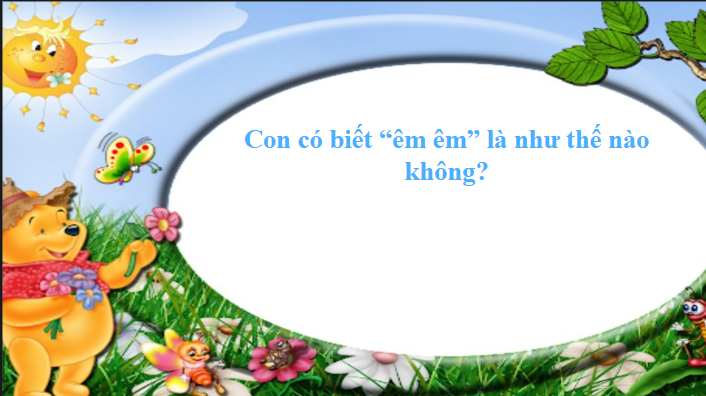 Con có biết “êm êm” là như thế nào
không?